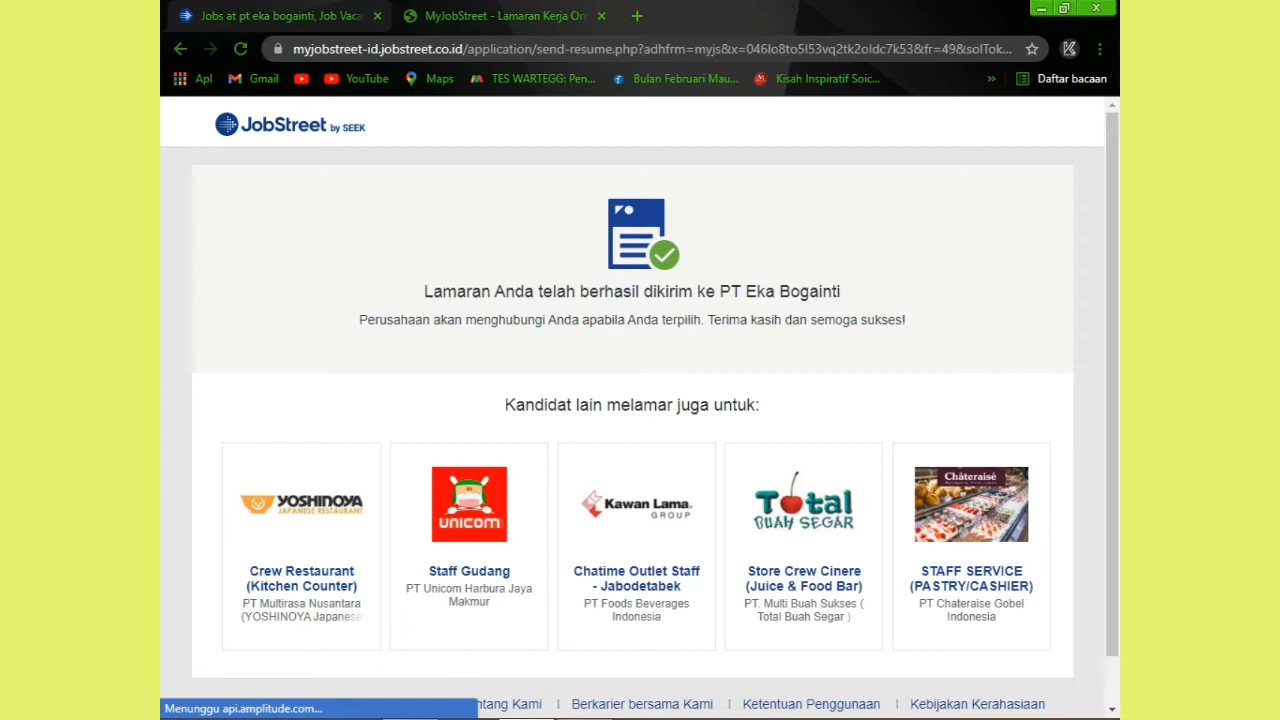 Jobs at pt eka bogainti, Job Vaca
MyJobStreet - Lamaran Kerja Onl
myjobstreet-id.jobstreet.co.id/application/send-resume.php?adhfrm=myjs&x=046lo8to5l53vq2tk2oldc7k53&fr=49&solTok...
Apl
Gmail
YouTube
Maps
TES WARTEGG: Pen...
Bulan Februari Mau...
Kisah Inspiratif Soic...
»
Daftar bacaan
JobStreet by SEEK
Lamaran Anda telah berhasil dikirim ke PT Eka Bogainti
Perusahaan akan menghubungi Anda apabila Anda terpilih. Terima kasih dan semoga sukses!
Kandidat lain melamar juga untuk:
YOSHINOYA
JAPANESE RESTAURANT
Crew Restaurant
(Kitchen Counter)
PT Multirasa Nusantara
(YOSHINOYA Japanese
UNICOM
Staff Gudang
PT Unicom Harbura Jaya
Makmur
Kawan Lama
GROUP
Chatime Outlet Staff
- Jabodetabek
PT Foods Beverages
Indonesia
Total
BUAH SEGAR
Store Crew Cinere
(Juice & Food Bar)
PT. Multi Buah Sukses (
Total Buah Segar )
Châteraisé
STAFF SERVICE
(PASTRY/CASHIER)
PT Chateraise Gobel
Indonesia
Menunggu api.amplitude.com...
ntang Kami | Berkarier bersama Kami | Ketentuan Penggunaan | Kebijakan Kerahasiaan